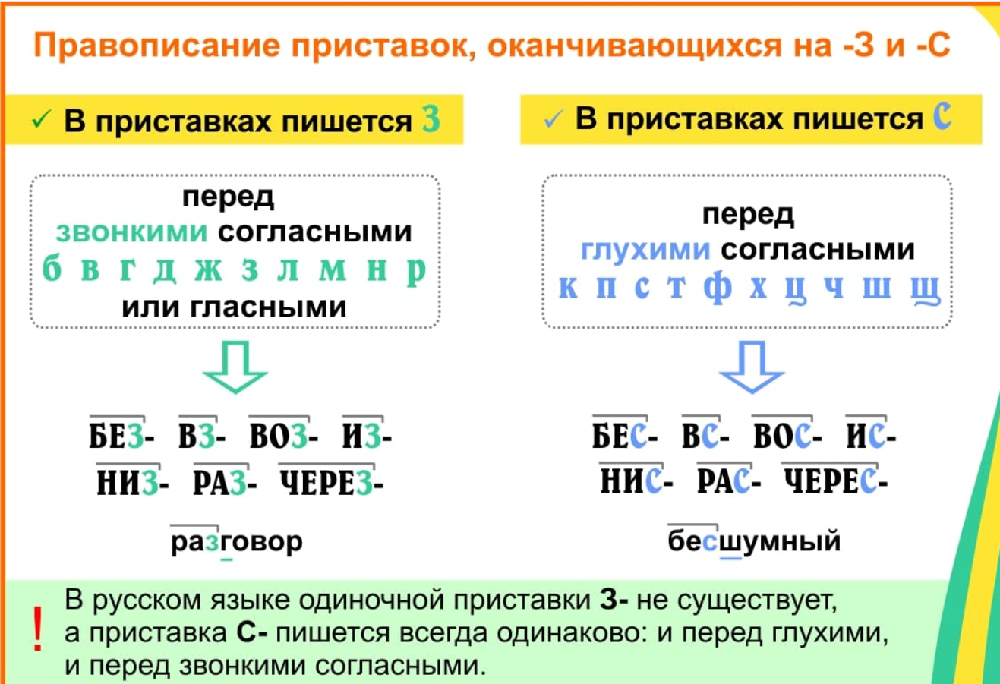 Правописание приставок, оканчивающихся на -З и -С
✓ В приставках пишется З
перед
звонкими согласными
б в г д ж з л м н р
или гласными
БЕЗ- ВЗ- ВОЗ- ИЗ-
НИЗ- РАЗ- ЧЕРЕЗ-
разговор
✓ В приставках пишется С
перед
глухими согласными
к п с т ф х ц ч ш щ
БЕС- ВС- ВОС- ИС-
НИС- РАС- ЧЕРЕС-
бесшумный
! В русском языке одиночной приставки З- не существует,
а приставка С- пишется всегда одинаково: и перед глухими,
и перед звонкими согласными.